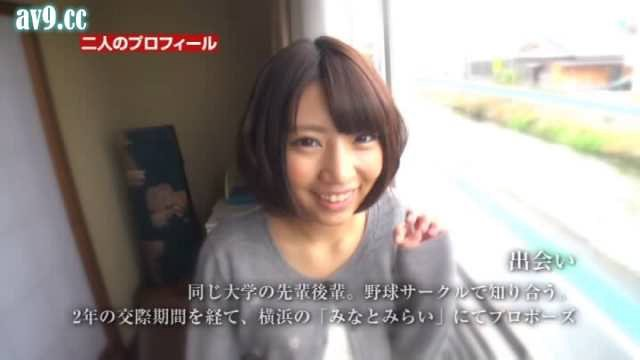 av9.cc
二人のプロフィール
出会い
同じ大学の先輩後輩。野球サークルで知り合う。
2年の交際期間を経て、横浜の「みなとみらい」にてプロポーズ